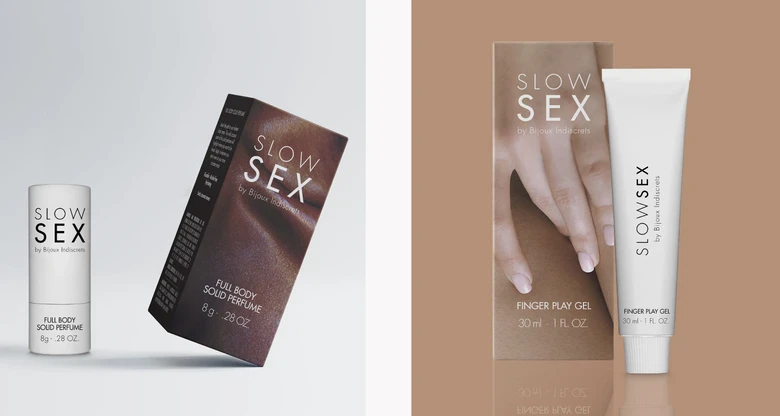 SLOW
SEX
by Bijoux Indiscrets
FULL BODY
SOLID PERFUME
8g · .28 OZ.
SLOW
SEX
by Bijoux Indiscrets
FULL BODY
SOLID PERFUME
8 g · .28 OZ.
SLOW
SEX
by Bijoux Indiscrets
FINGER PLAY GEL
30 ml · 1 FL. OZ.
SLOWSEX
by Bijoux Indiscrets
FINGER PLAY GEL
30 ml · 1 FL. OZ.